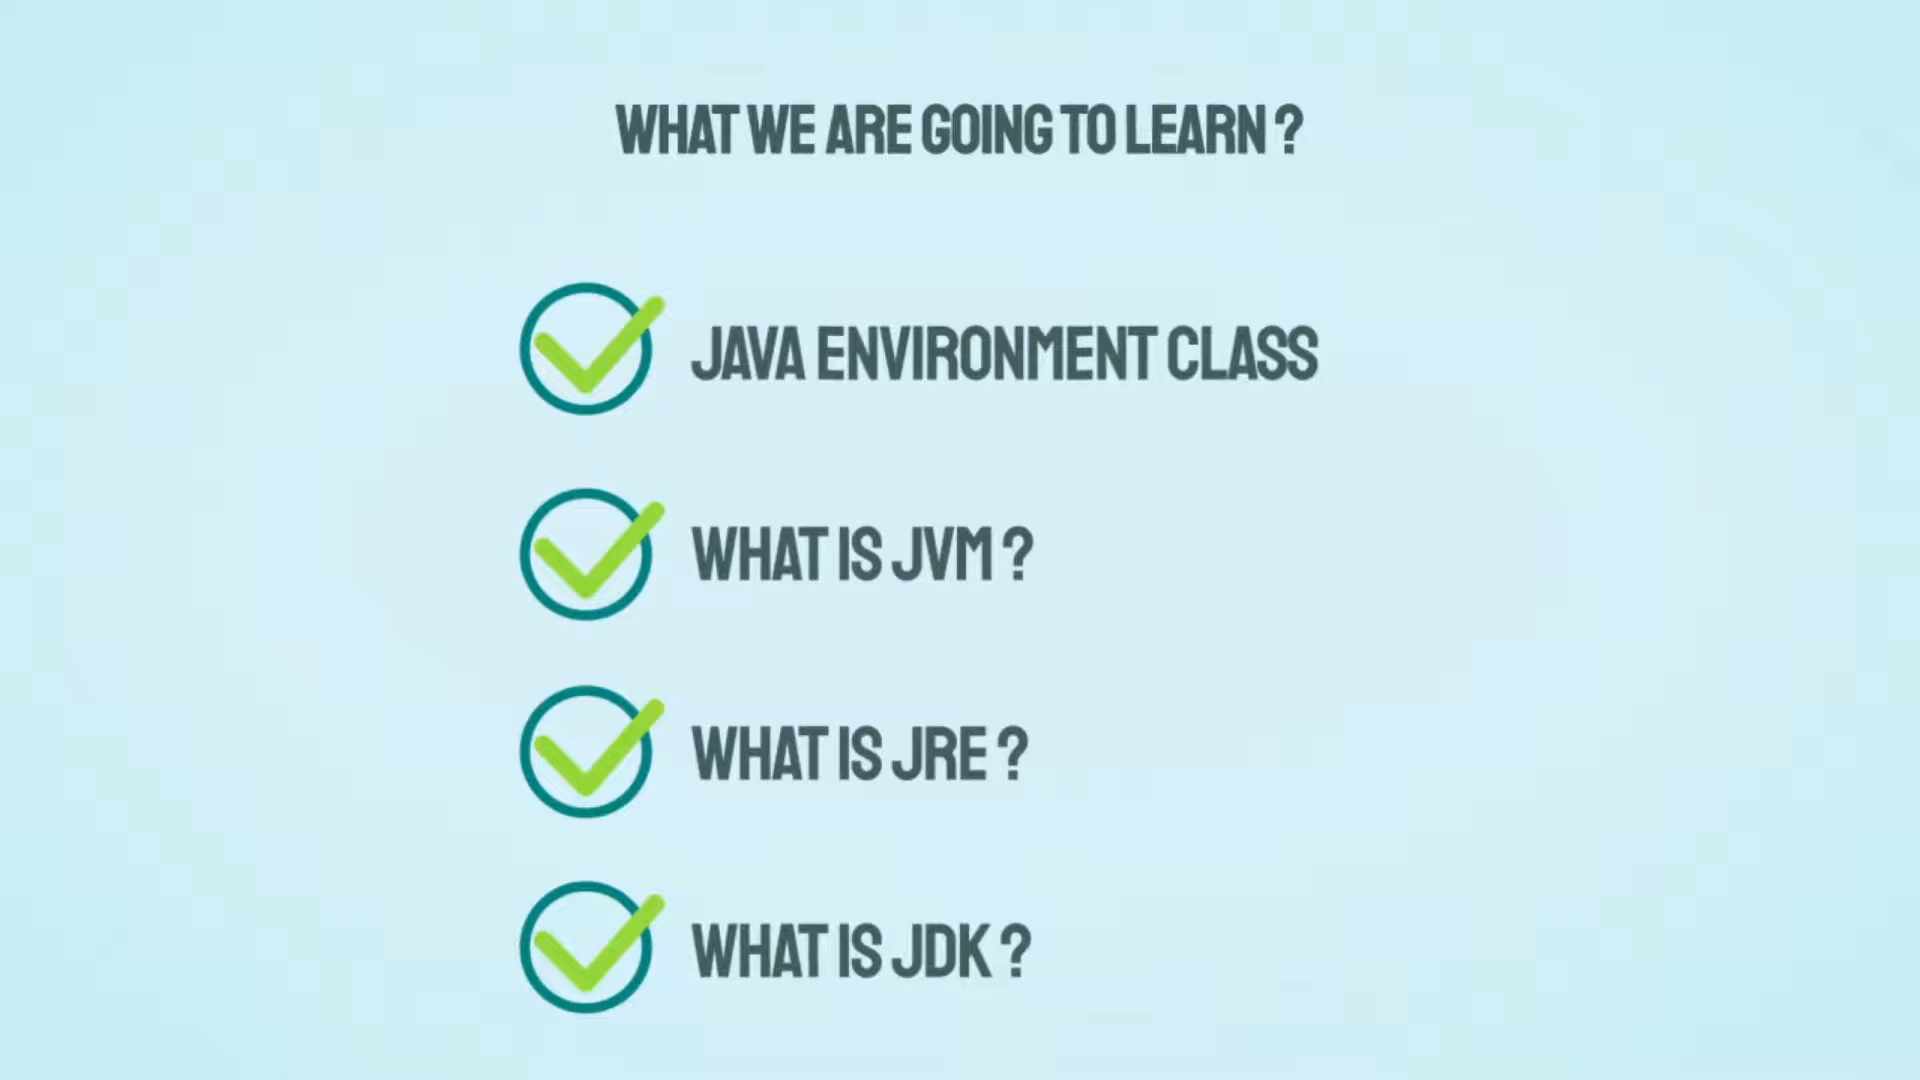 WHAT WE ARE GOING TO LEARN ?
JAVA ENVIRONMENT CLASS
WHAT IS JVM ?
WHAT IS JRE ?
WHAT IS JDK ?